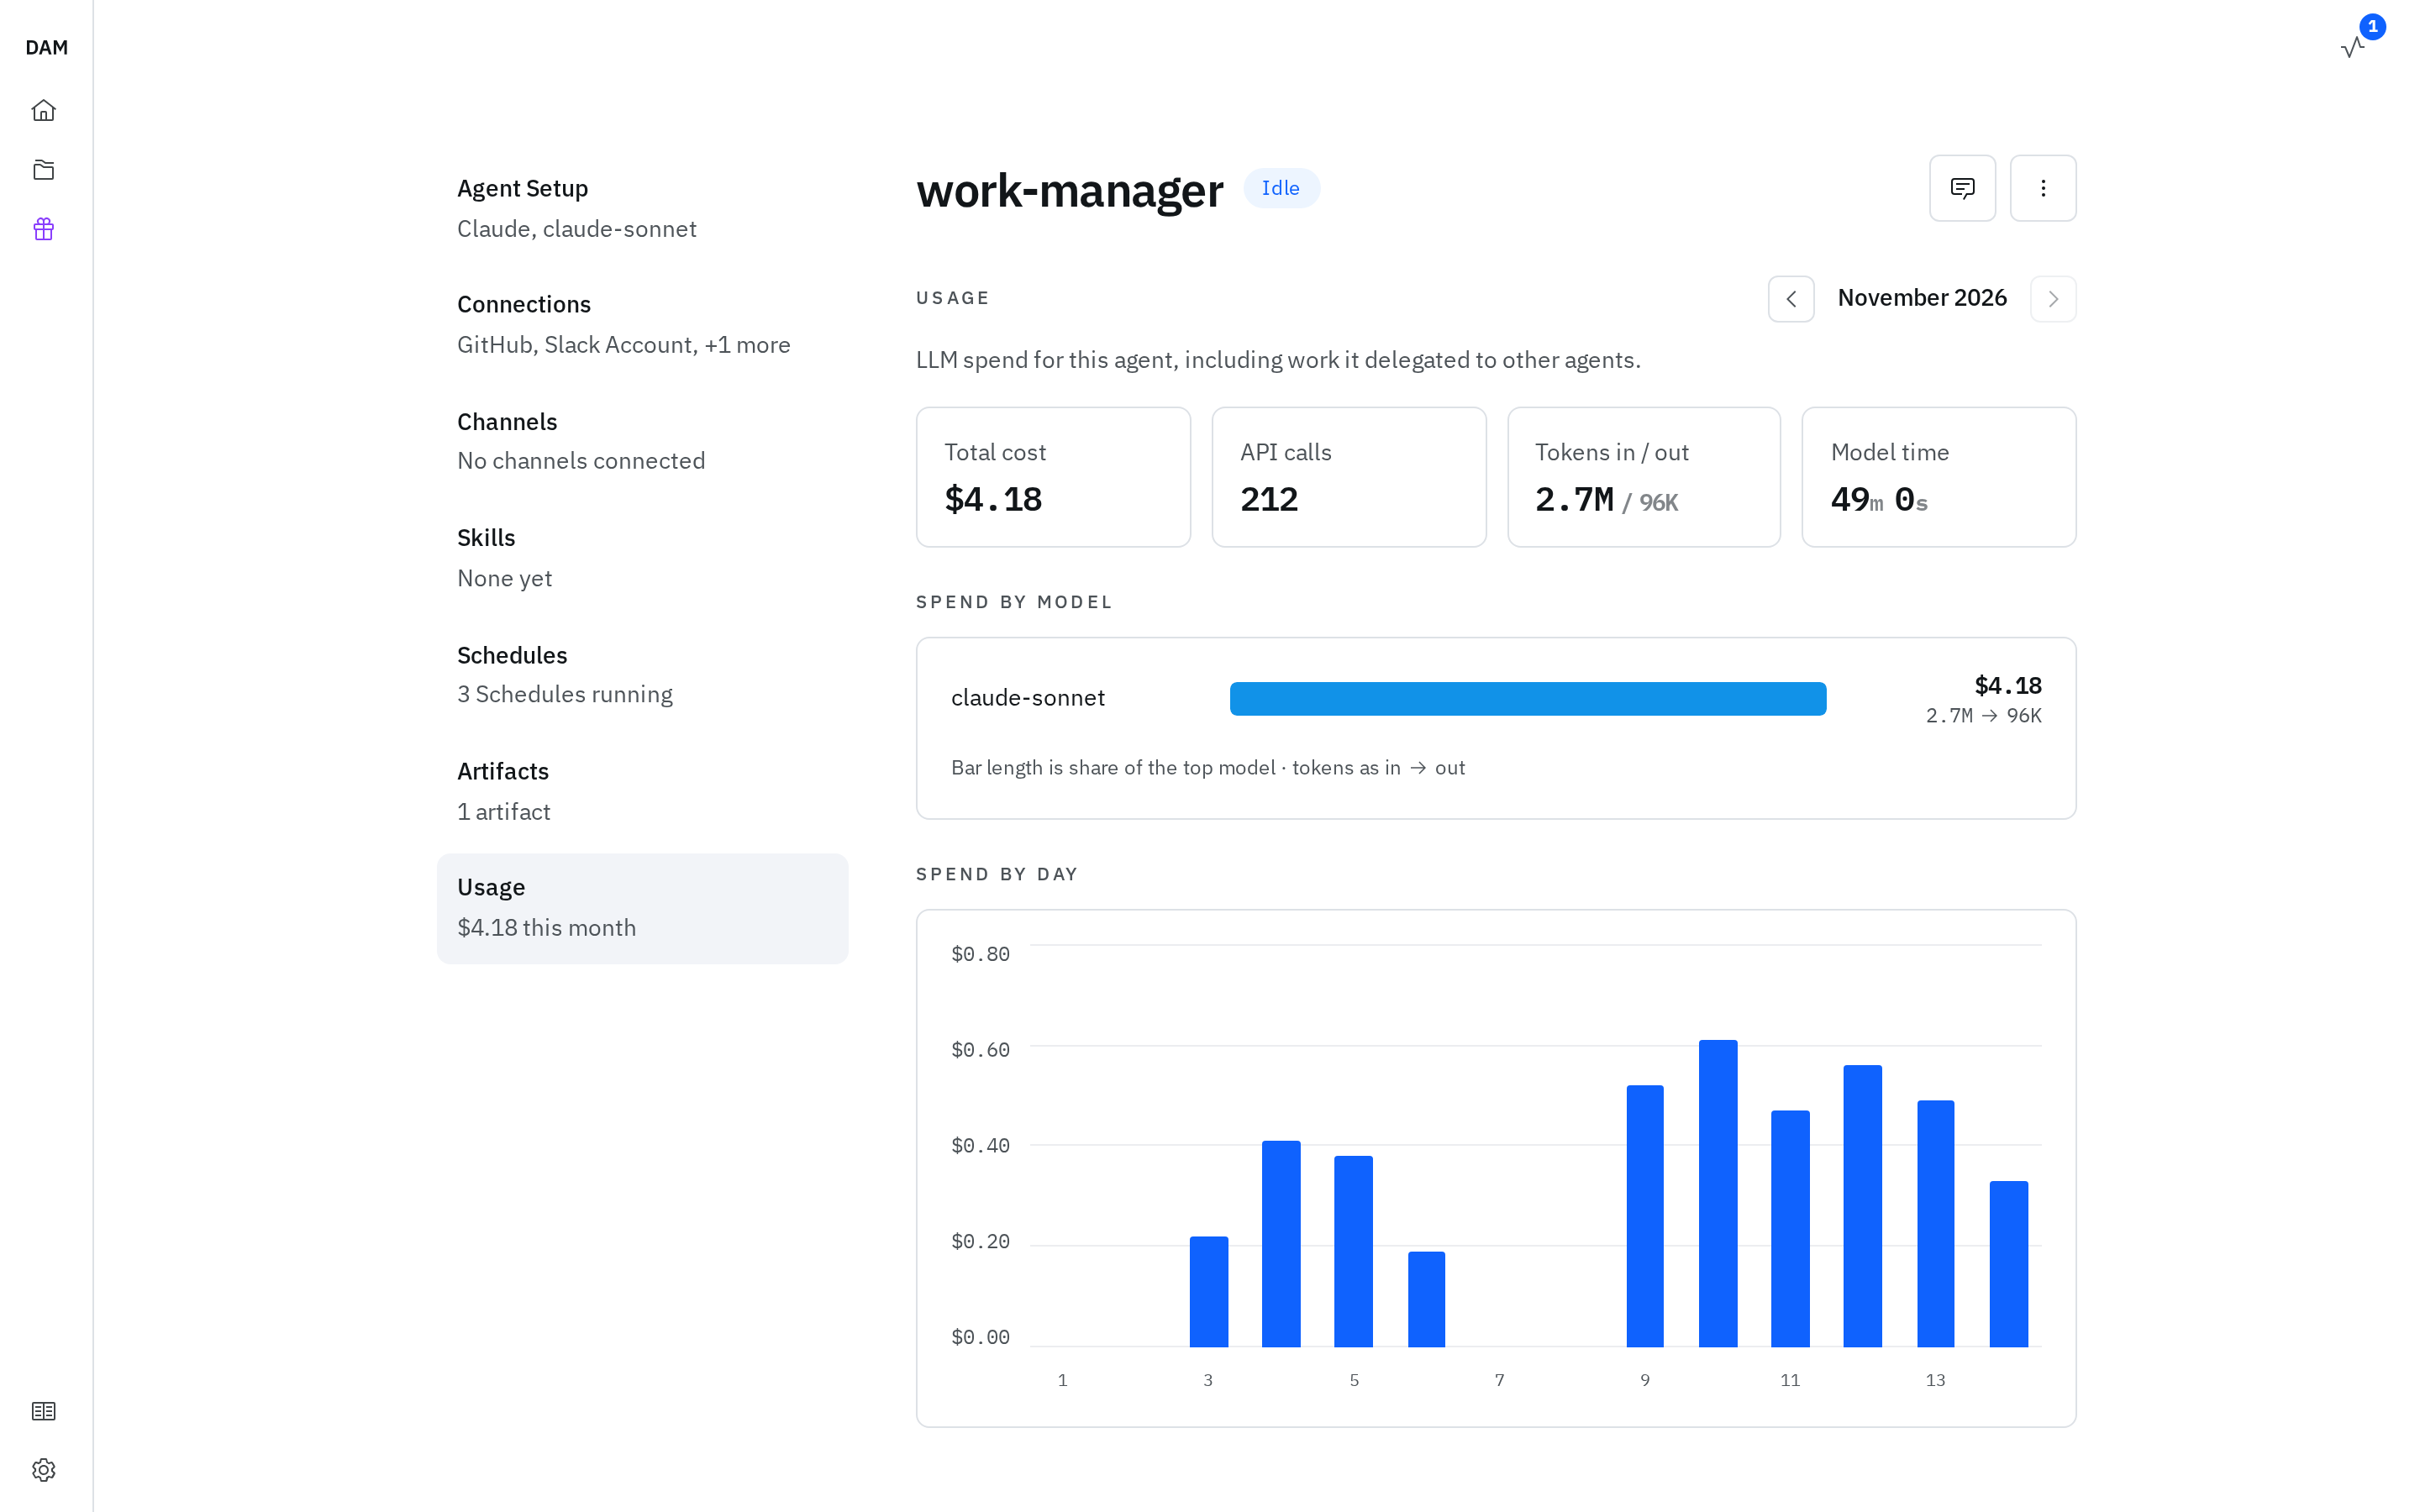 DAM
1
Agent Setup
Claude, claude-sonnet
Connections
GitHub, Slack Account, +1 more
Channels
No channels connected
Skills
None yet
Schedules
3 Schedules running
Artifacts
1 artifact
Usage
$4.18 this month
work-manager
Idle
USAGE
November 2026
LLM spend for this agent, including work it delegated to other agents.
Total cost
$4.18
API calls
212
Tokens in / out
2.7M / 96K
Model time
49m 0s
SPEND BY MODEL
claude-sonnet
$4.18
2.7M → 96K
Bar length is share of the top model · tokens as in → out
SPEND BY DAY
$0.80
$0.60
$0.40
$0.20
$0.00
1 3 5 7 9 11 13